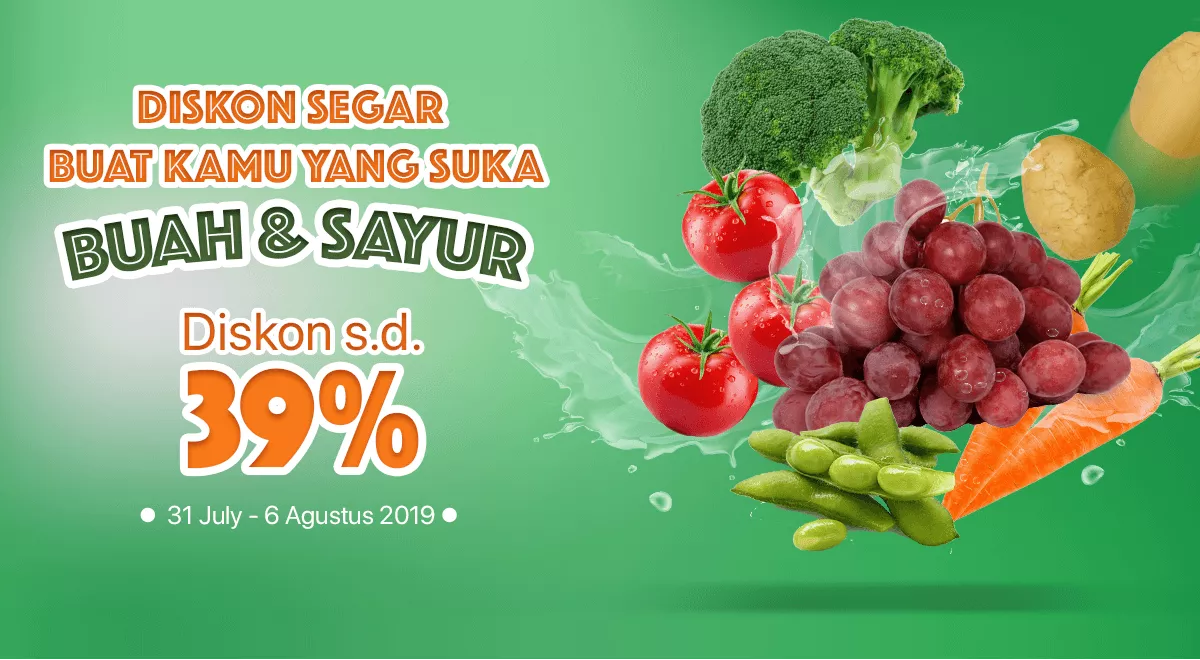 DISKON SEGAR
BUAT KAMU YANG SUKA
BUAH & SAYUR
Diskon s.d.
39%
31 July - 6 Agustus 2019